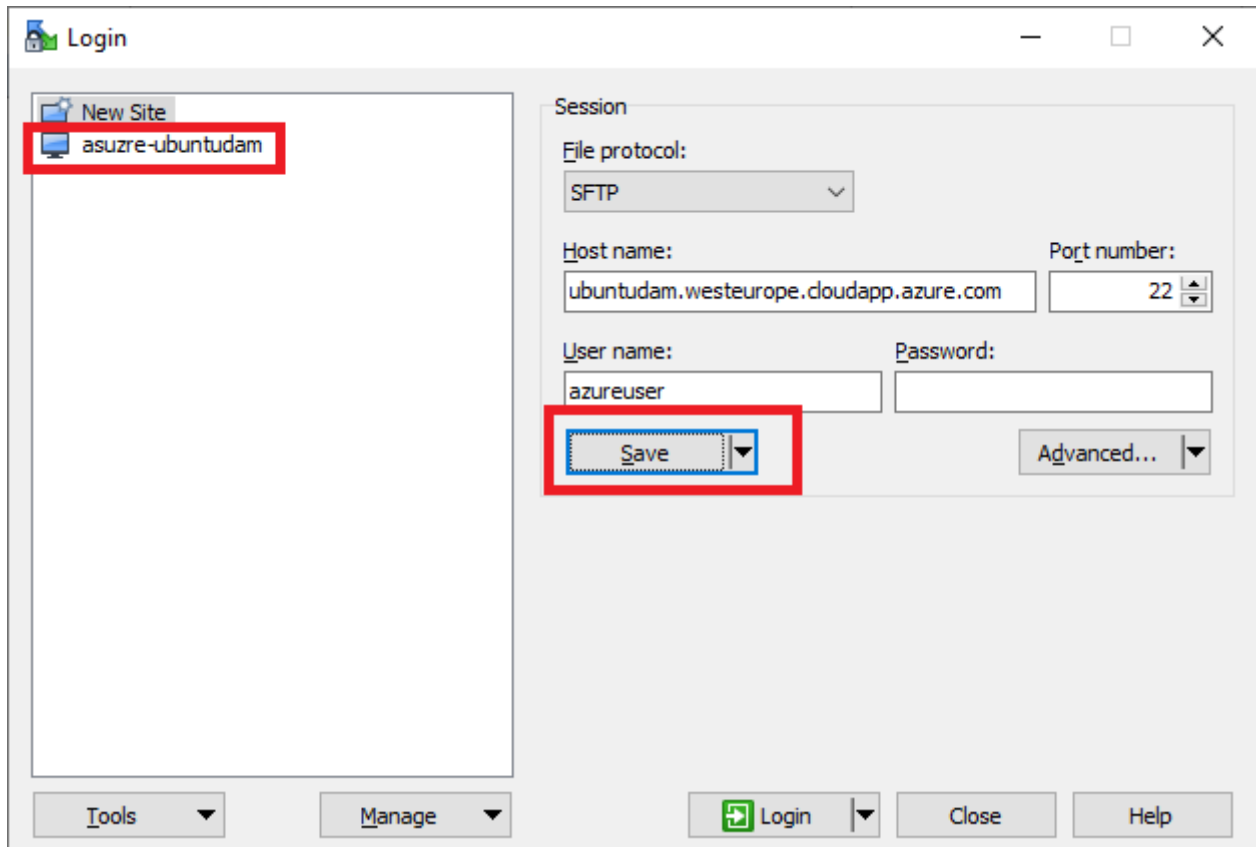 Login
New Site
asuzre-ubuntudam
Session
File protocol:
SFTP
Host name:
Port number:
ubuntudam.westeurope.cloudapp.azure.com
22
User name:
Password:
azureuser
Save
Advanced...
Tools
Manage
Login
Close
Help